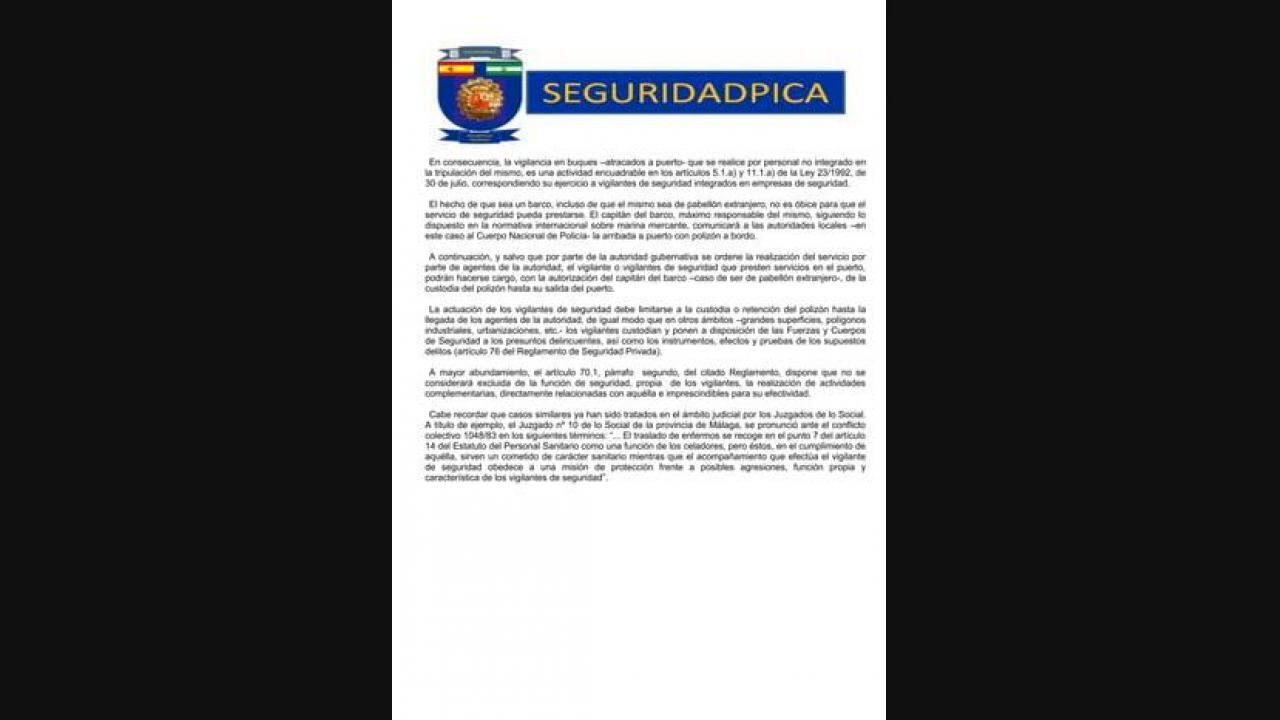 SEGURIDADPICA
En consecuencia, la vigilancia en buques –atracados a puerto- que se realice por personal no integrado en
la tripulación del mismo, es una actividad encuadrable en los artículos 5.1.a) y 11.1.a) de la Ley 23/1992, de
30 de julio, correspondiendo su ejercicio a vigilantes de seguridad integrados en empresas de seguridad.
El hecho de que sea un barco, incluso de que el mismo sea de pabellón extranjero, no es óbice para que el
servicio de seguridad pueda prestarse. El capitán del barco, máximo responsable del mismo, siguiendo lo
dispuesto en la normativa internacional sobre marina mercante, comunicará a las autoridades locales –en
este caso al Cuerpo Nacional de Policía- la arribada a puerto con polizón a bordo.
A continuación, y salvo que por parte de la autoridad gubernativa se ordene la realización del servicio por
parte de agentes de la autoridad, el vigilante o vigilantes de seguridad que presten servicios en el puerto,
podrán hacerse cargo, con la autorización del capitán del barco –caso de ser de pabellón extranjero-, de la
custodia del polizón hasta su salida del puerto.
La actuación de los vigilantes de seguridad debe limitarse a la custodia o retención del polizón hasta la
llegada de los agentes de la autoridad, de igual modo que en otros ámbitos –grandes superficies, polígonos
industriales, urbanizaciones, etc.- los vigilantes custodian y ponen a disposición de las Fuerzas y Cuerpos
de Seguridad a los presuntos delincuentes, así como los instrumentos, efectos y pruebas de los supuestos
delitos (artículo 76 del Reglamento de Seguridad Privada).
A mayor abundamiento, el artículo 70.1, párrafo segundo, del citado Reglamento, dispone que no se
considerará excluida de la función de seguridad, propia de los vigilantes, la realización de actividades
complementarias, directamente relacionadas con aquélla e imprescindibles para su efectividad.
Cabe recordar que casos similares ya han sido tratados en el ámbito judicial por los Juzgados de lo Social.
A título de ejemplo, el Juzgado nº 10 de lo Social de la provincia de Málaga, se pronunció ante el conflicto
colectivo 1048/83 en los siguientes términos: "... El traslado de enfermos se recoge en el punto 7 del artículo
14 del Estatuto del Personal Sanitario como una función de los celadores, pero éstos, en el cumplimiento de
aquélla, sirven un cometido de carácter sanitario mientras que el acompañamiento que efectúa el vigilante
de seguridad obedece a una misión de protección frente a posibles agresiones, función propia y
característica de los vigilantes de seguridad".